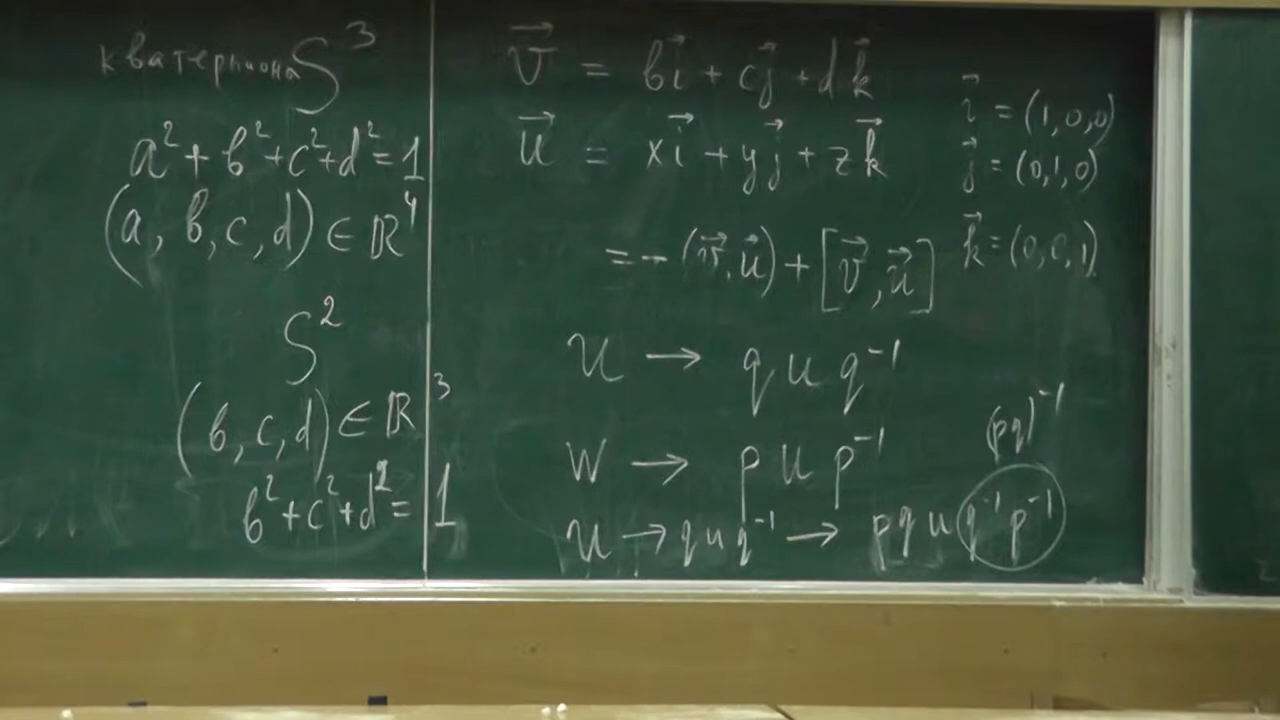 кватерниона S³
a² + b² + c² + d² = 1
(a, b, c, d) ∈ ℝ⁴
S²
(b, c, d) ∈ ℝ³
b² + c² + d² = 1
v⃗ = bi⃗ + cj⃗ + dk⃗
u⃗ = xi⃗ + yj⃗ + zk⃗
= - (v⃗, u⃗) + [v⃗, u⃗]
u → q u q⁻¹
w → p u p⁻¹
u → q u q⁻¹ → p q u q⁻¹ p⁻¹
i⃗ = (1, 0, 0)
j⃗ = (0, 1, 0)
k⃗ = (0, 0, 1)
(pq)⁻¹